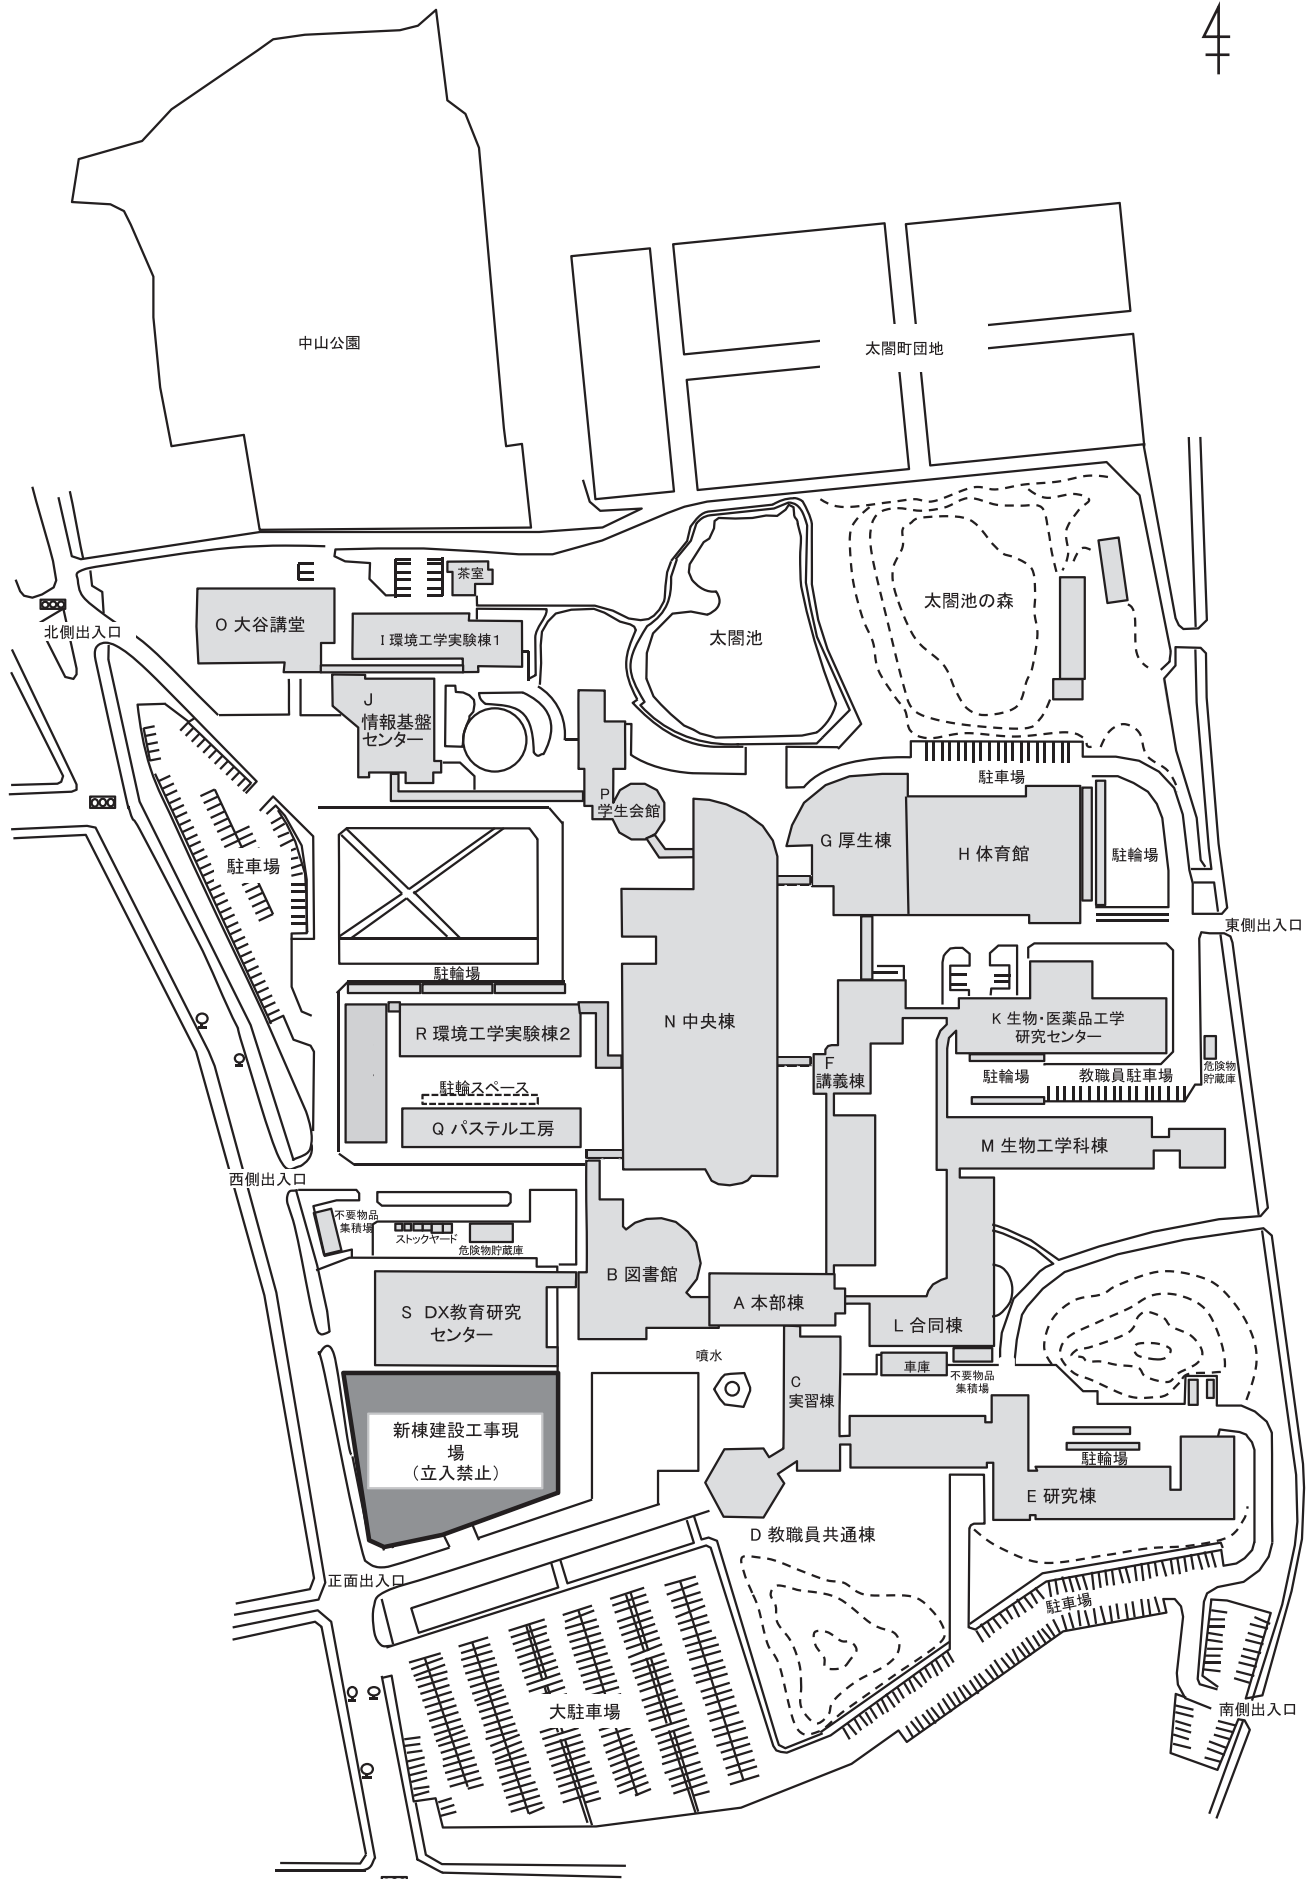 中山公園
太閤町団地
茶室
太閤池の森
北側出入口
O 大谷講堂
I 環境工学実験棟1
太閤池
J
情報基盤
センター
駐車場
P
学生会館
G 厚生棟
H 体育館
駐輪場
駐車場
東側出入口
駐輪場
R 環境工学実験棟2
N 中央棟
K 生物・医薬品工学
研究センター
F
講義棟
駐輪場
教職員駐車場
危険物
貯蔵庫
駐輪スペース
Q パステル工房
M 生物工学科棟
西側出入口
不要物品
集積場
ストックヤード
危険物貯蔵庫
B 図書館
A 本部棟
S DX教育研究
センター
L 合同棟
噴水
車庫
不要物品
集積場
C
実習棟
新棟建設工事現
場
（立入禁止）
駐輪場
E 研究棟
D 教職員共通棟
正面出入口
駐車場
大駐車場
南側出入口